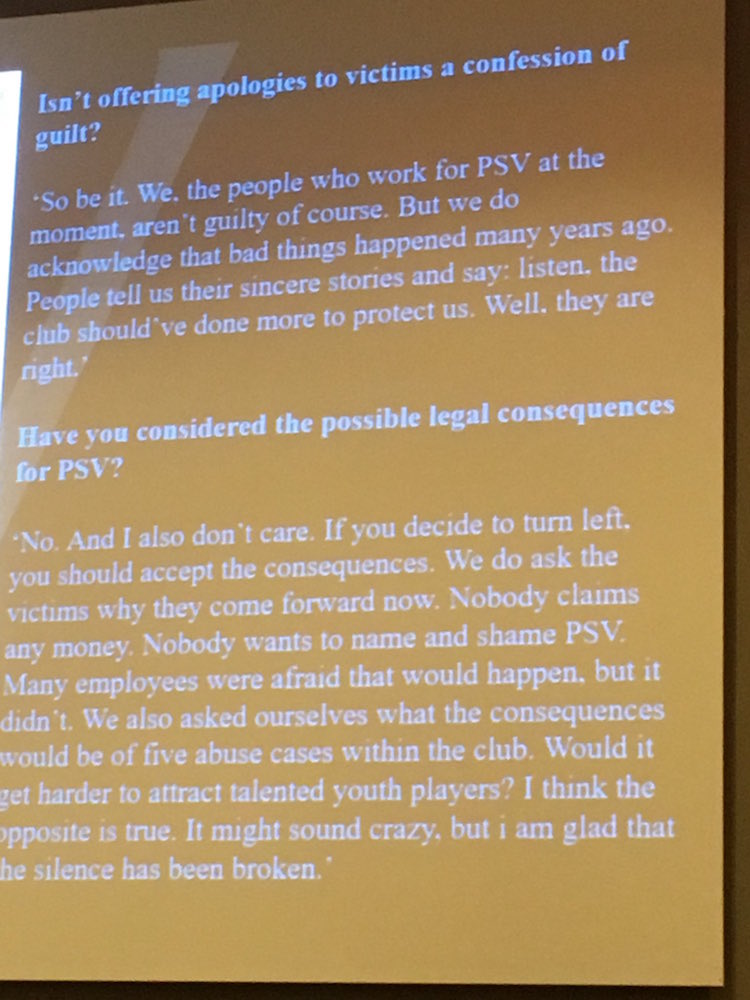 Isn't offering apologies to victims a confession of
guilt?
'So be it. We, the people who work for PSV at the
moment, aren't guilty of course. But we do
acknowledge that bad things happened many years ago.
People tell us their sincere stories and say: listen, the
club should've done more to protect us. Well, they are
right.'
Have you considered the possible legal consequences
for PSV?
'No. And I also don't care. If you decide to turn left,
you should accept the consequences. We do ask the
victims why they come forward now. Nobody claims
any money. Nobody wants to name and shame PSV.
Many employees were afraid that would happen, but it
didn't. We also asked ourselves what the consequences
would be of five abuse cases within the club. Would it
get harder to attract talented youth players? I think the
opposite is true. It might sound crazy, but i am glad that
he silence has been broken.'